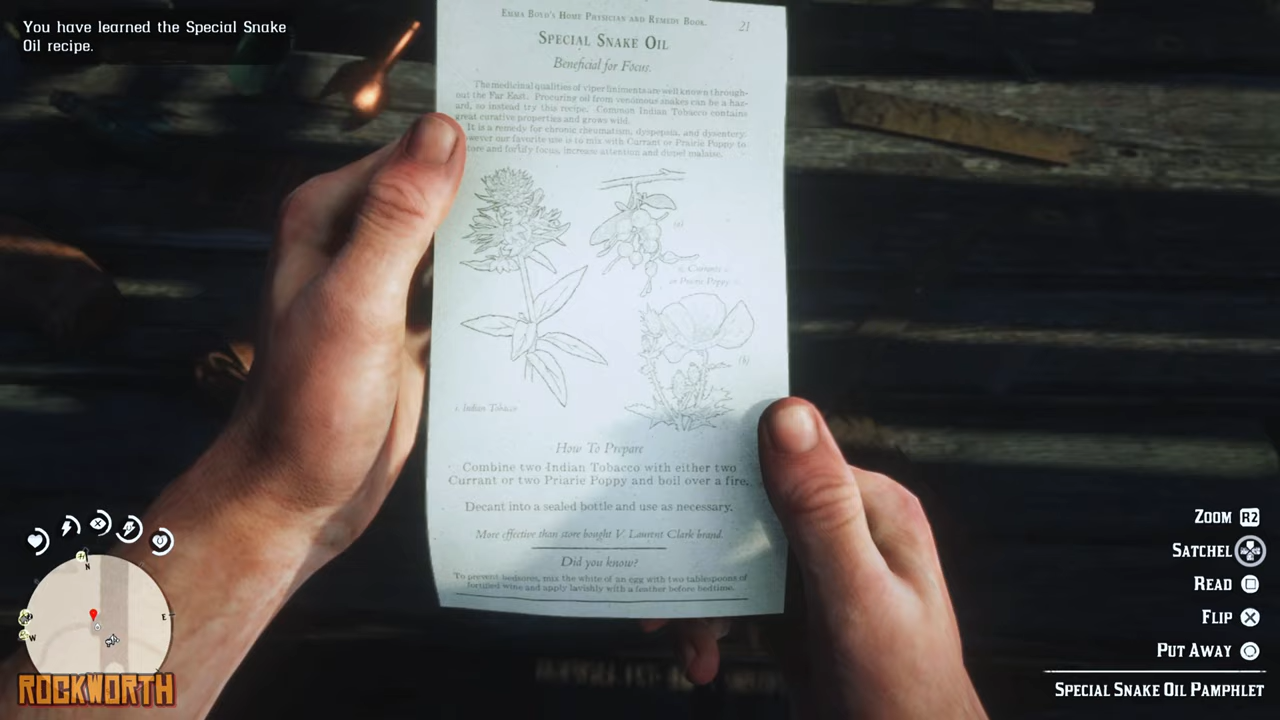 You have learned the Special Snake
Oil recipe.
Emma Boyd's Home Physician and Remedy Book.
21
Special Snake Oil
Beneficial for Focus.
The medicinal qualities of viper liniments are well known through-
out the Far East. Procuring oil from venomous snakes can be a haz-
ard, so instead try this recipe. Common Indian Tobacco contains
great curative properties and grows wild.
It is a remedy for chronic rheumatism, dyspepsia, and dysentery.
However our favorite use is to mix with Currant or Prairie Poppy to
store and fortify focus, increase attention and dispel malaise.
(a)
2. Currants
or Prairie Poppy
(b)
1. Indian Tobacco
How To Prepare
Combine two Indian Tobacco with either two
Currant or two Priarie Poppy and boil over a fire.
Decant into a sealed bottle and use as necessary.
More effective than store bought V. Laurent Clark brand.
Did you know?
To prevent bedsores, mix the white of an egg with two tablespoons of
fortified wine and apply lavishly with a feather before bedtime.
N
E
W
ROCKWORTH
ZOOM R2
SATCHEL
READ
FLIP
PUT AWAY
SPECIAL SNAKE OIL PAMPHLET